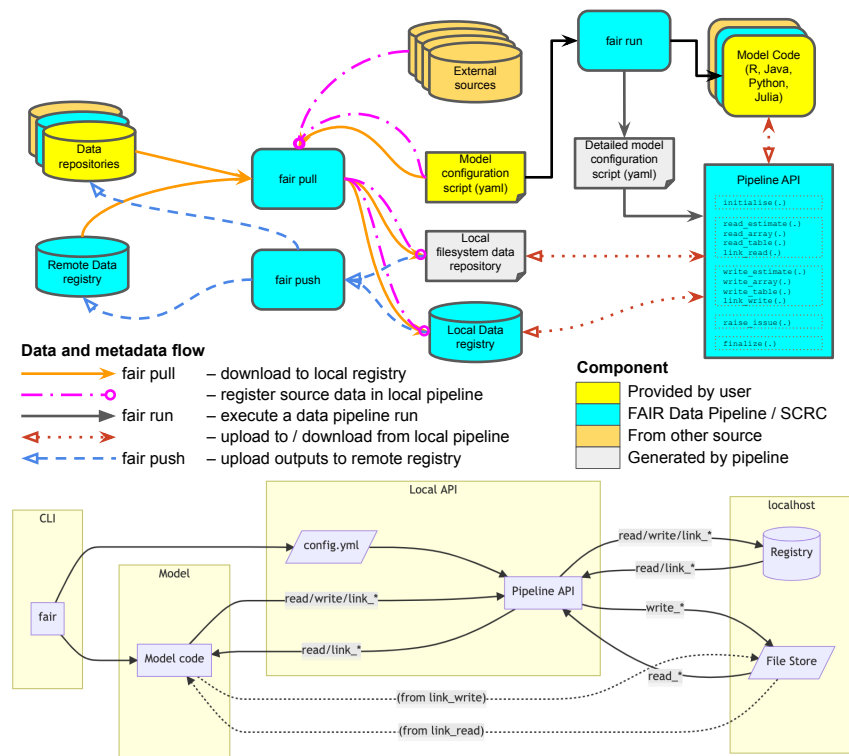 External
sources
fair run
Model Code
(R, Java,
Python,
Julia)
Data
repositories
fair pull
Model
configuration
script (yaml)
Detailed model
configuration
script (yaml)
Pipeline API
initialise(.)
read_estimate(.)
read_array(.)
read_table(.)
link_read(.)
write_estimate(.)
write_array(.)
write_table(.)
link_write(.)
raise_issue(.)
finalize(.)
Remote Data
registry
fair push
Local
filesystem data
repository
Local Data
registry
Data and metadata flow
fair pull – download to local registry
– register source data in local pipeline
fair run – execute a data pipeline run
– upload to / download from local pipeline
fair push – upload outputs to remote registry
Component
Provided by user
FAIR Data Pipeline / SCRC
From other source
Generated by pipeline
CLI
Local API
localhost
config.yml
read/write/link_*
Registry
read/link_*
Model
fair
read/write/link_*
Pipeline API
write_*
Model code
read/link_*
read_*
File Store
(from link_write)
(from link_read)